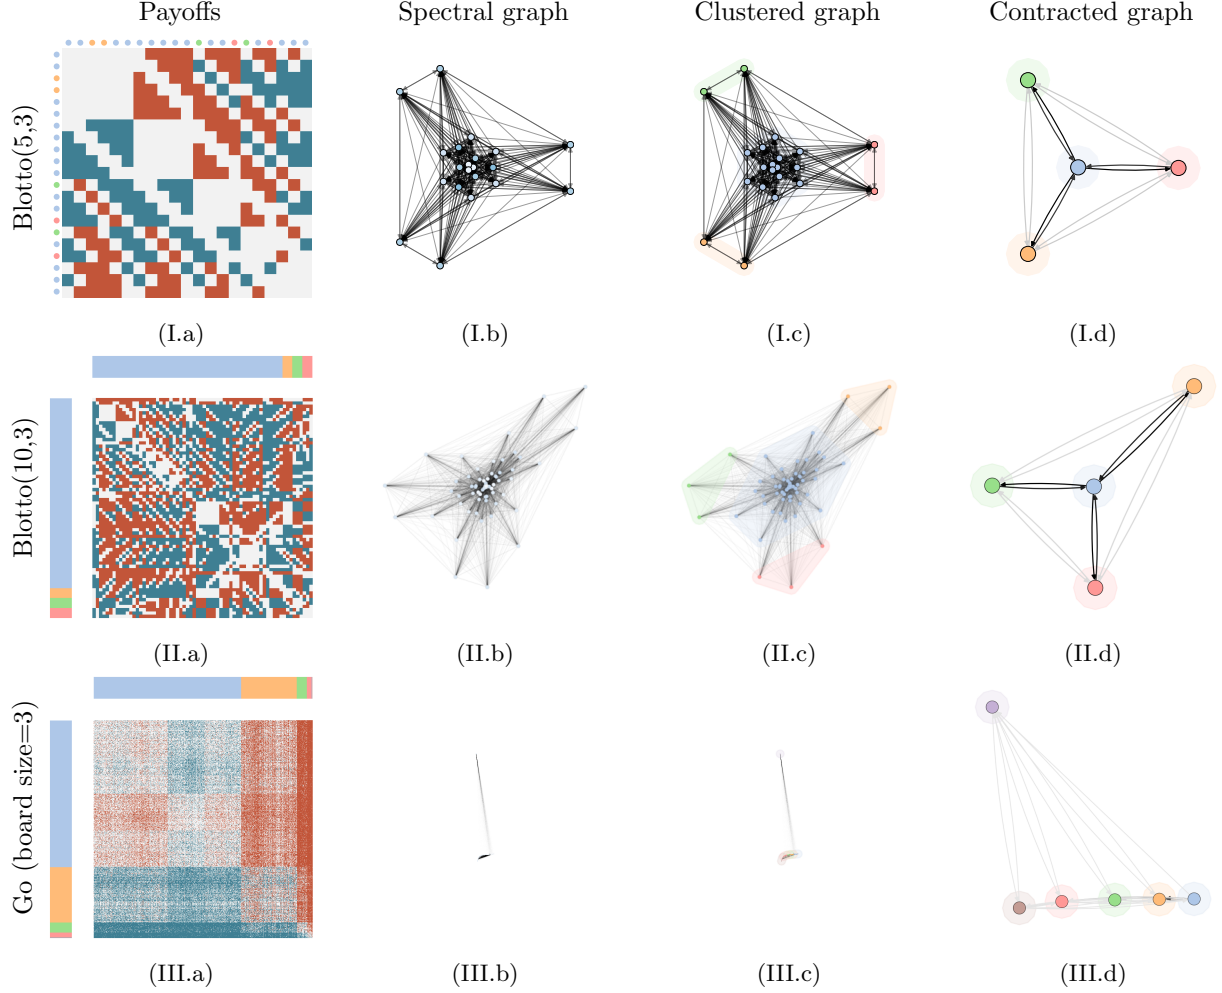 Payoffs
Spectral graph
Clustered graph
Contracted graph
Blotto(5,3)
(I.a)
(I.b)
(I.c)
(I.d)
Blotto(10,3)
(II.a)
(II.b)
(II.c)
(II.d)
Go (board size=3)
(III.a)
(III.b)
(III.c)
(III.d)